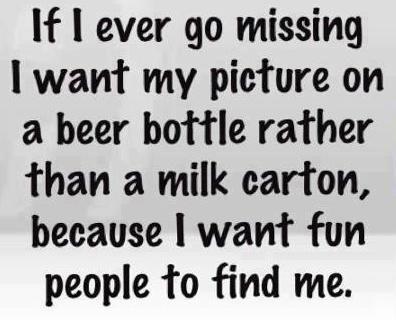 If I ever go missing
I want my picture on
a beer bottle rather
than a milk carton,
because I want fun
people to find me.